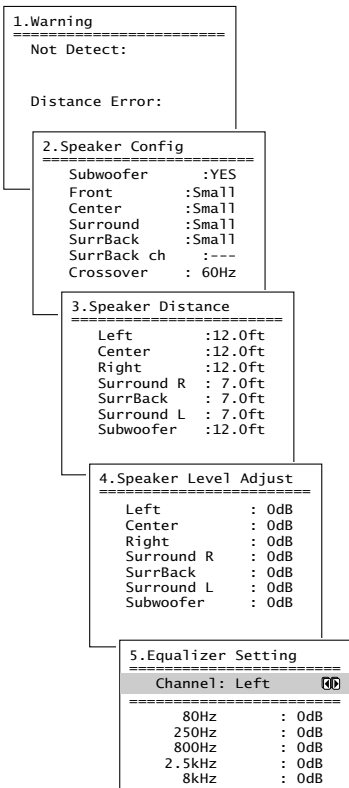 1.Warning
========================
Not Detect:
Distance Error:
2.Speaker Config
========================
Subwoofer :YES
Front :Small
Center :Small
Surround :Small
SurrBack :Small
SurrBack ch :---
Crossover : 60Hz
3.Speaker Distance
========================
Left :12.0ft
Center :12.0ft
Right :12.0ft
Surround R : 7.0ft
SurrBack : 7.0ft
Surround L : 7.0ft
Subwoofer :12.0ft
4.Speaker Level Adjust
========================
Left : 0dB
Center : 0dB
Right : 0dB
Surround R : 0dB
SurrBack : 0dB
Surround L : 0dB
Subwoofer : 0dB
5.Equalizer Setting
========================
Channel: Left
========================
80Hz : 0dB
250Hz : 0dB
800Hz : 0dB
2.5kHz : 0dB
8kHz : 0dB